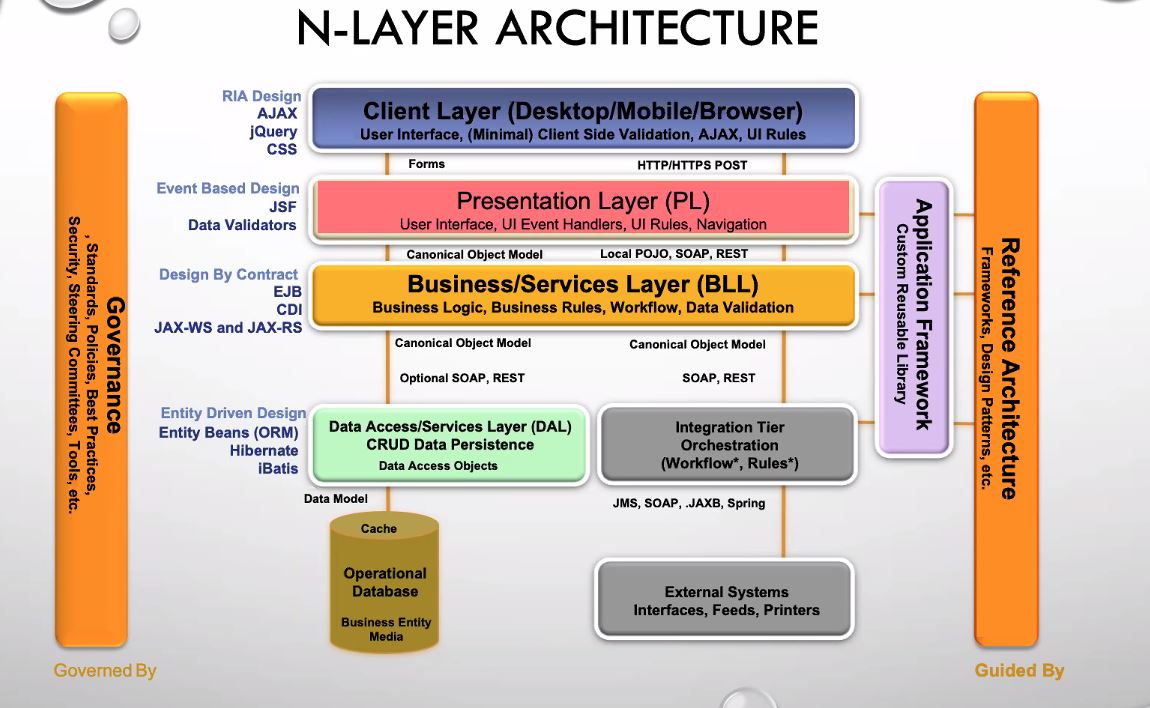 N-LAYER ARCHITECTURE
RIA Design
AJAX
jQuery
CSS
Client Layer (Desktop/Mobile/Browser)
User Interface, (Minimal) Client Side Validation, AJAX, UI Rules
Forms
HTTP/HTTPS POST
Event Based Design
JSF
Data Validators
Presentation Layer (PL)
User Interface, UI Event Handlers, UI Rules, Navigation
Canonical Object Model
Local POJO, SOAP, REST
Design By Contract
EJB
CDI
JAX-WS and JAX-RS
Business/Services Layer (BLL)
Business Logic, Business Rules, Workflow, Data Validation
Canonical Object Model
Canonical Object Model
Optional SOAP, REST
SOAP, REST
Entity Driven Design
Entity Beans (ORM)
Hibernate
iBatis
Data Access/Services Layer (DAL)
CRUD Data Persistence
Data Access Objects
Integration Tier
Orchestration
(Workflow*, Rules*)
Data Model
JMS, SOAP, .JAXB, Spring
Cache
Operational
Database
Business Entity
Media
External Systems
Interfaces, Feeds, Printers
Governance
, Standards, Policies, Best Practices,
Security, Steering Committees, Tools, etc.
Governed By
Application Framework
Custom Reusable Library
Reference Architecture
Frameworks, Design Patterns, etc.
Guided By